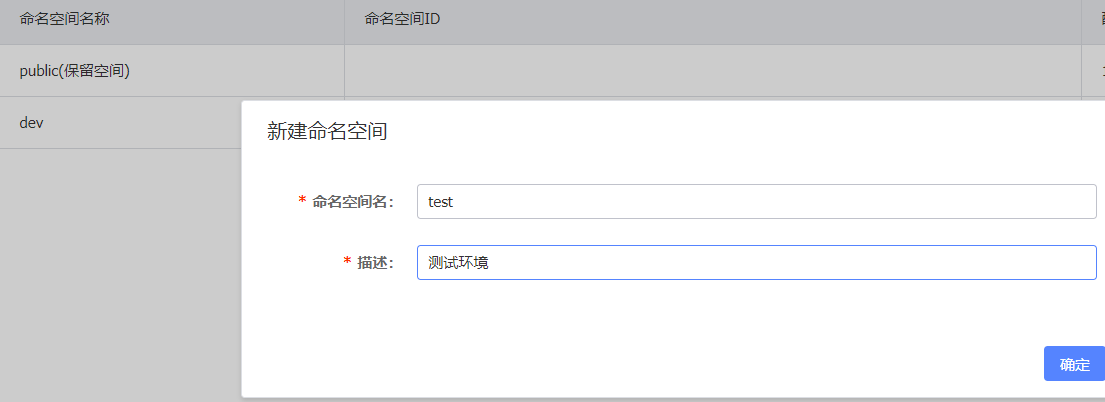 命名空间名称 命名空间ID
public(保留空间)
dev
新建命名空间
* 命名空间名： test
* 描述： 测试环境
确定